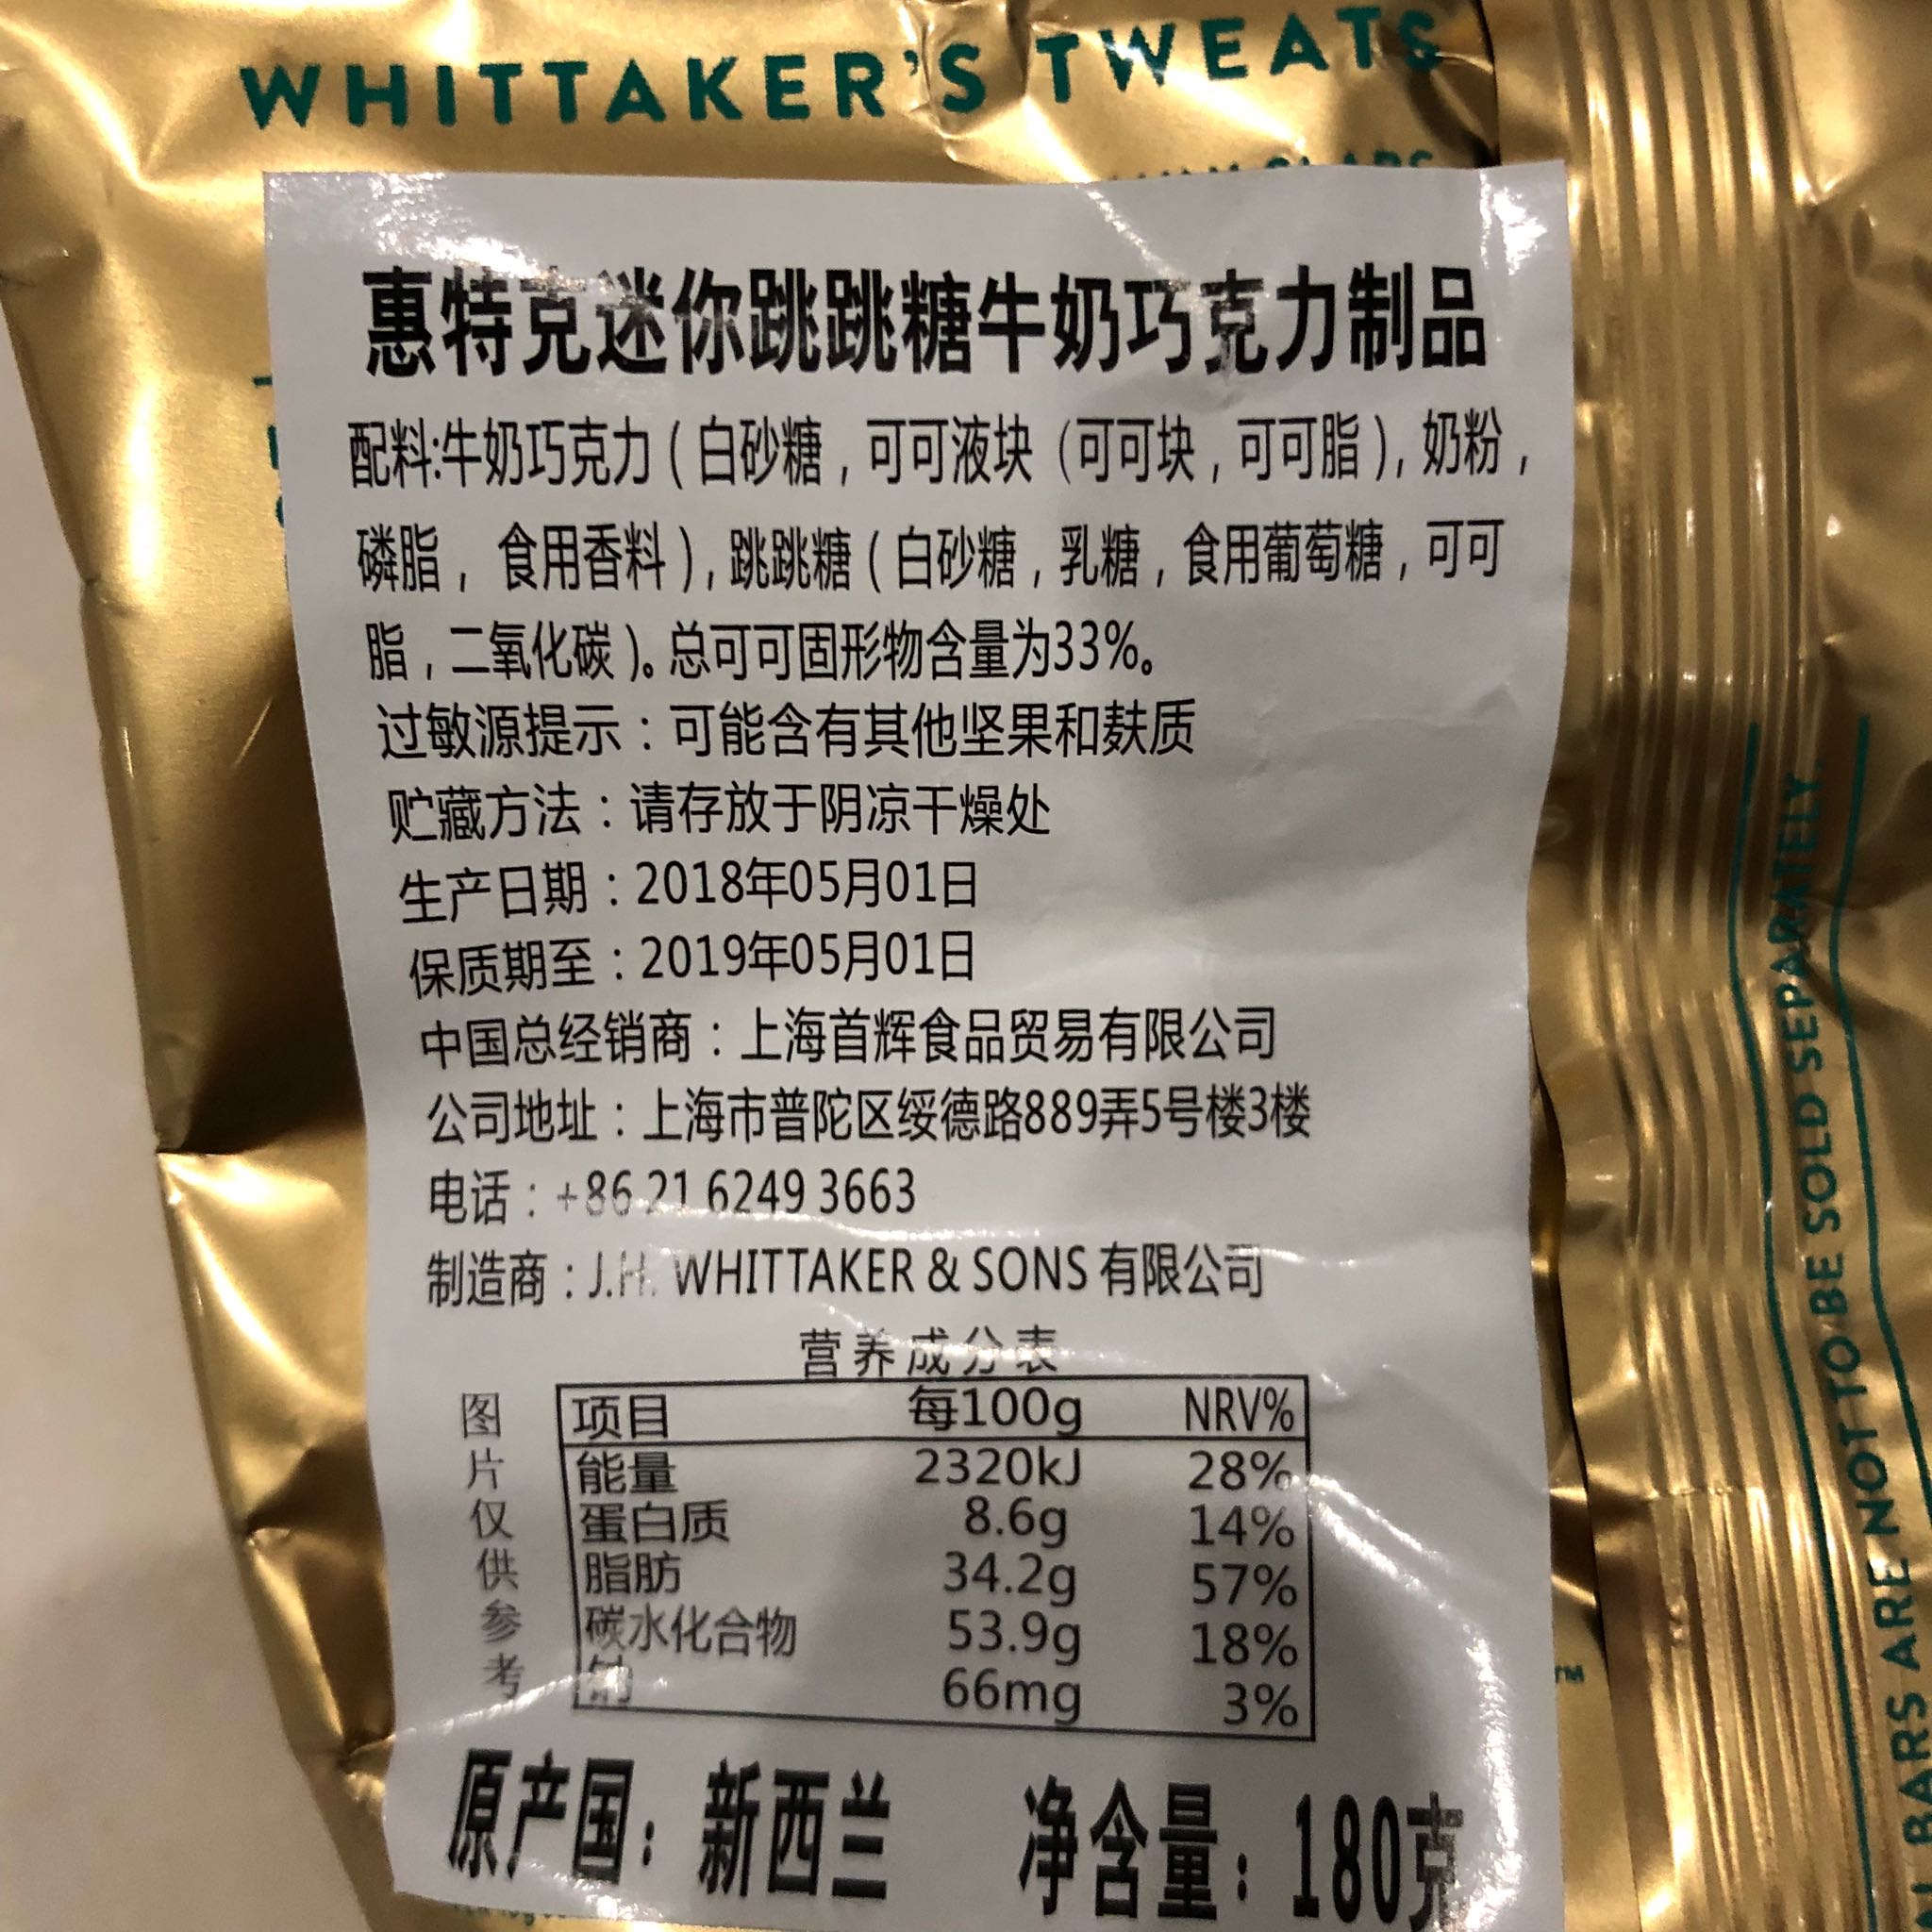 WHITTAKER'S TWEATS
惠特克迷你跳跳糖牛奶巧克力制品
配料:牛奶巧克力(白砂糖,可可液块(可可块,可可脂),奶粉,
磷脂,食用香料),跳跳糖(白砂糖,乳糖,食用葡萄糖,可可
脂,二氧化碳)。总可可固形物含量为33%。
过敏源提示:可能含有其他坚果和麸质
贮藏方法:请存放于阴凉干燥处
生产日期:2018年05月01日
保质期至:2019年05月01日
中国总经销商:上海首辉食品贸易有限公司
公司地址:上海市普陀区绥德路889弄5号楼3楼
电话:+86 21 6249 3663
制造商:J.H. WHITTAKER & SONS 有限公司
营养成分表
图片仅供参考
项目 每100g NRV%
能量 2320kJ 28%
蛋白质 8.6g 14%
脂肪 34.2g 57%
碳水化合物 53.9g 18%
钠 66mg 3%
原产国: 新西兰 净含量: 180克
BARS ARE NOT TO BE SOLD SEPARATELY.
TM